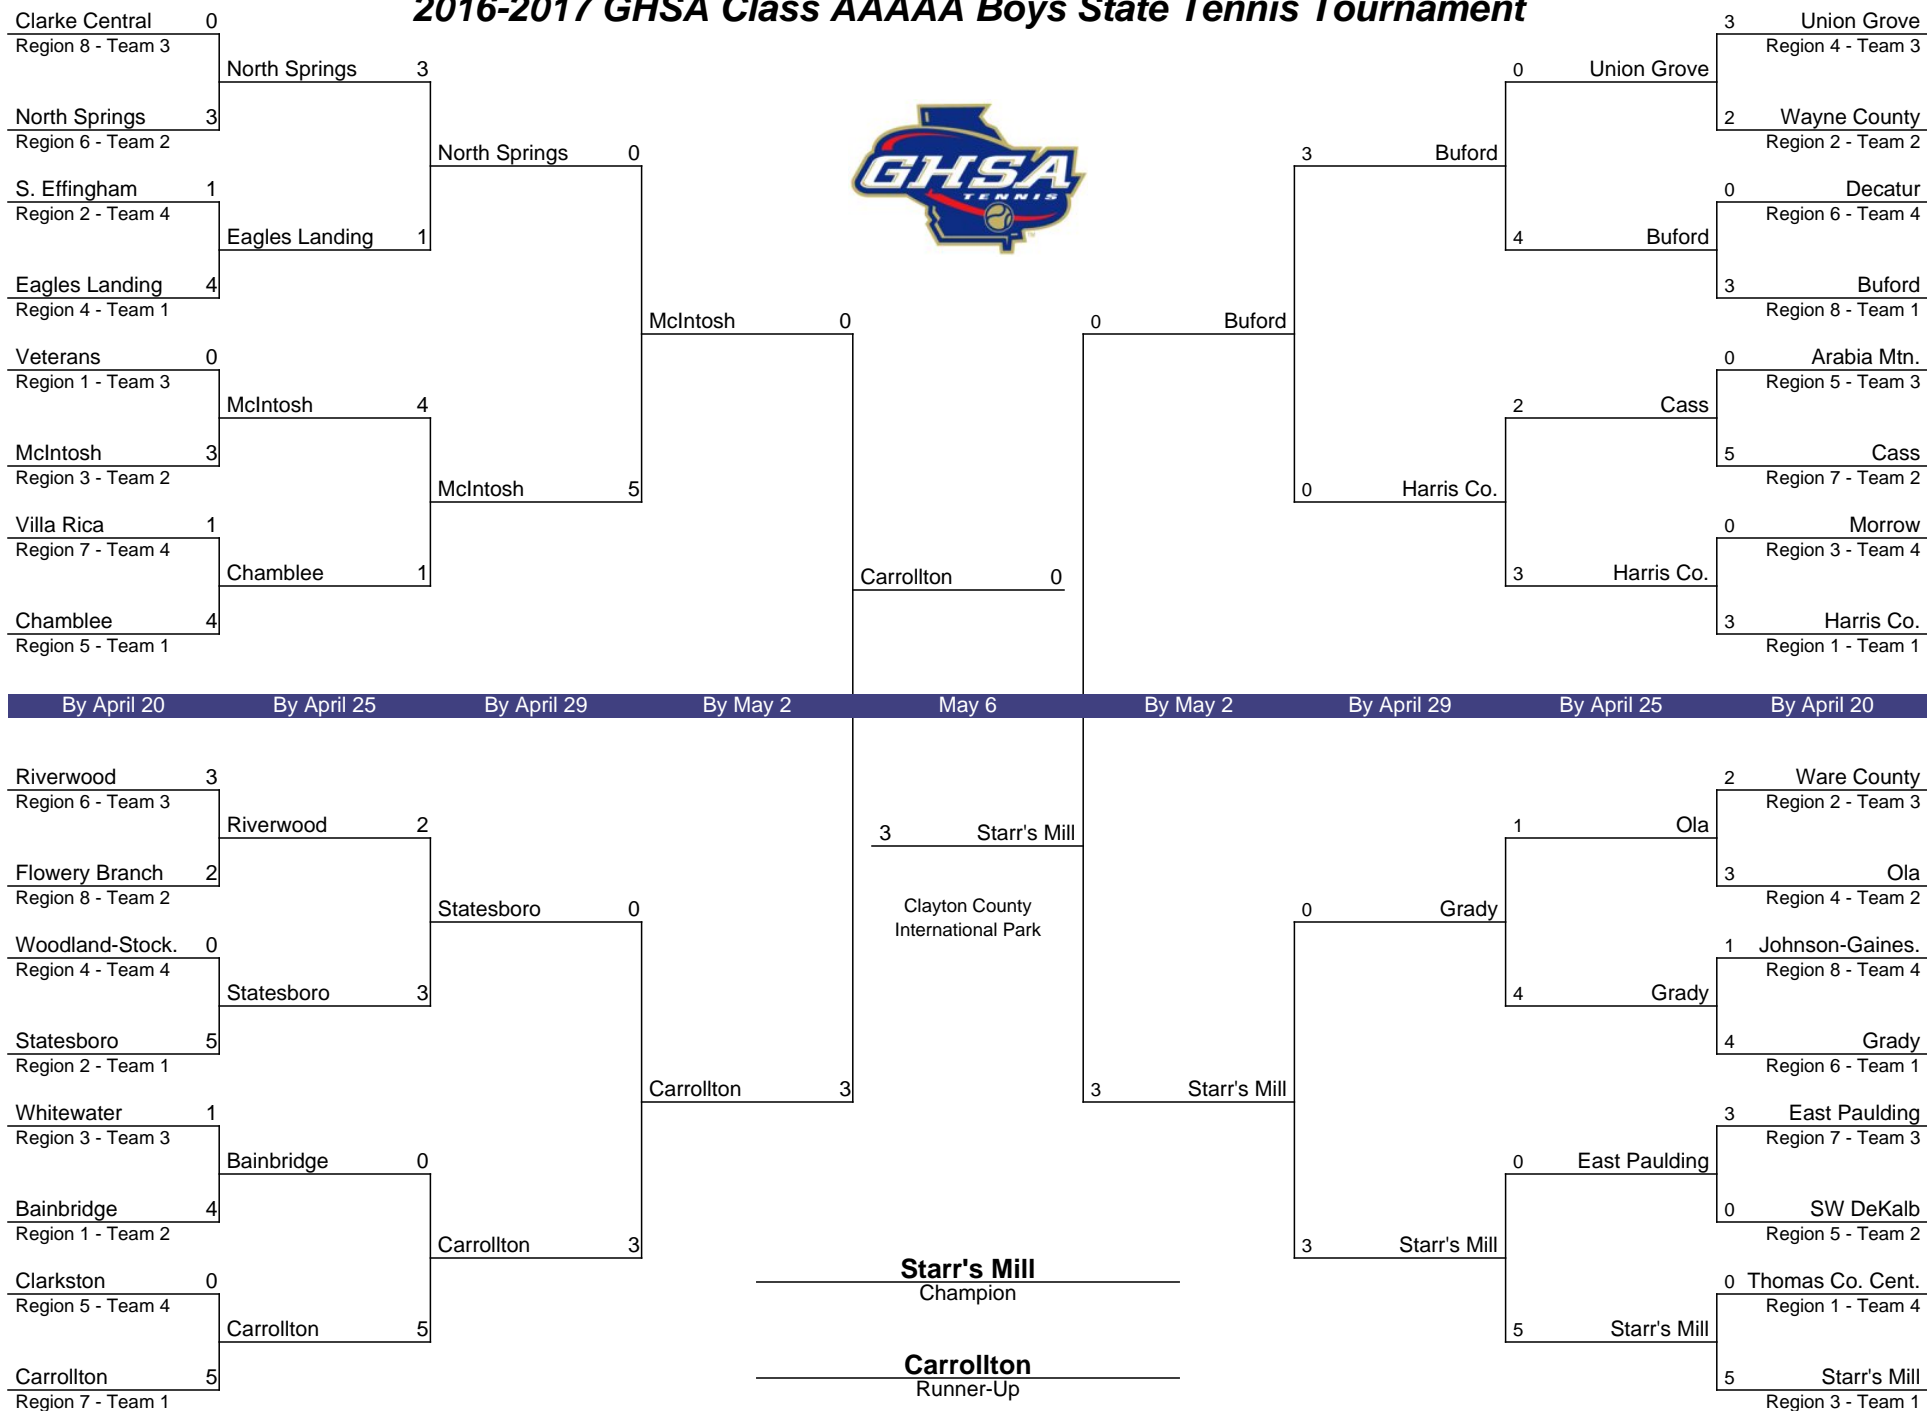 2016-2017 GHSA Class AAAAA Boys State Tennis Tournament
Clarke Central 0
Region 8 - Team 3
North Springs 3
Region 6 - Team 2
S. Effingham 1
Region 2 - Team 4
Eagles Landing 4
Region 4 - Team 1
Veterans 0
Region 1 - Team 3
McIntosh 3
Region 3 - Team 2
Villa Rica 1
Region 7 - Team 4
Chamblee 4
Region 5 - Team 1
North Springs 3
Eagles Landing 1
McIntosh 4
Chamblee 1
North Springs 0
McIntosh 5
McIntosh 0
Carrollton 0
GHSA
TENNIS
0 Buford
3 Buford
0 Harris Co.
0 Union Grove
4 Buford
2 Cass
3 Harris Co.
3 Union Grove
Region 4 - Team 3
2 Wayne County
Region 2 - Team 2
0 Decatur
Region 6 - Team 4
3 Buford
Region 8 - Team 1
0 Arabia Mtn.
Region 5 - Team 3
5 Cass
Region 7 - Team 2
0 Morrow
Region 3 - Team 4
3 Harris Co.
Region 1 - Team 1
By April 20 By April 25 By April 29 By May 2 May 6 By May 2 By April 29 By April 25 By April 20
Riverwood 3
Region 6 - Team 3
Flowery Branch 2
Region 8 - Team 2
Woodland-Stock. 0
Region 4 - Team 4
Statesboro 5
Region 2 - Team 1
Whitewater 1
Region 3 - Team 3
Bainbridge 4
Region 1 - Team 2
Clarkston 0
Region 5 - Team 4
Carrollton 5
Region 7 - Team 1
Riverwood 2
Statesboro 3
Bainbridge 0
Carrollton 5
Statesboro 0
Carrollton 3
Carrollton 3
3 Starr's Mill
Clayton County
International Park
Starr's Mill
Champion
Carrollton
Runner-Up
3 Starr's Mill
0 Grady
3 Starr's Mill
1 Ola
4 Grady
0 East Paulding
5 Starr's Mill
2 Ware County
Region 2 - Team 3
3 Ola
Region 4 - Team 2
1 Johnson-Gaines.
Region 8 - Team 4
4 Grady
Region 6 - Team 1
3 East Paulding
Region 7 - Team 3
0 SW DeKalb
Region 5 - Team 2
0 Thomas Co. Cent.
Region 1 - Team 4
5 Starr's Mill
Region 3 - Team 1